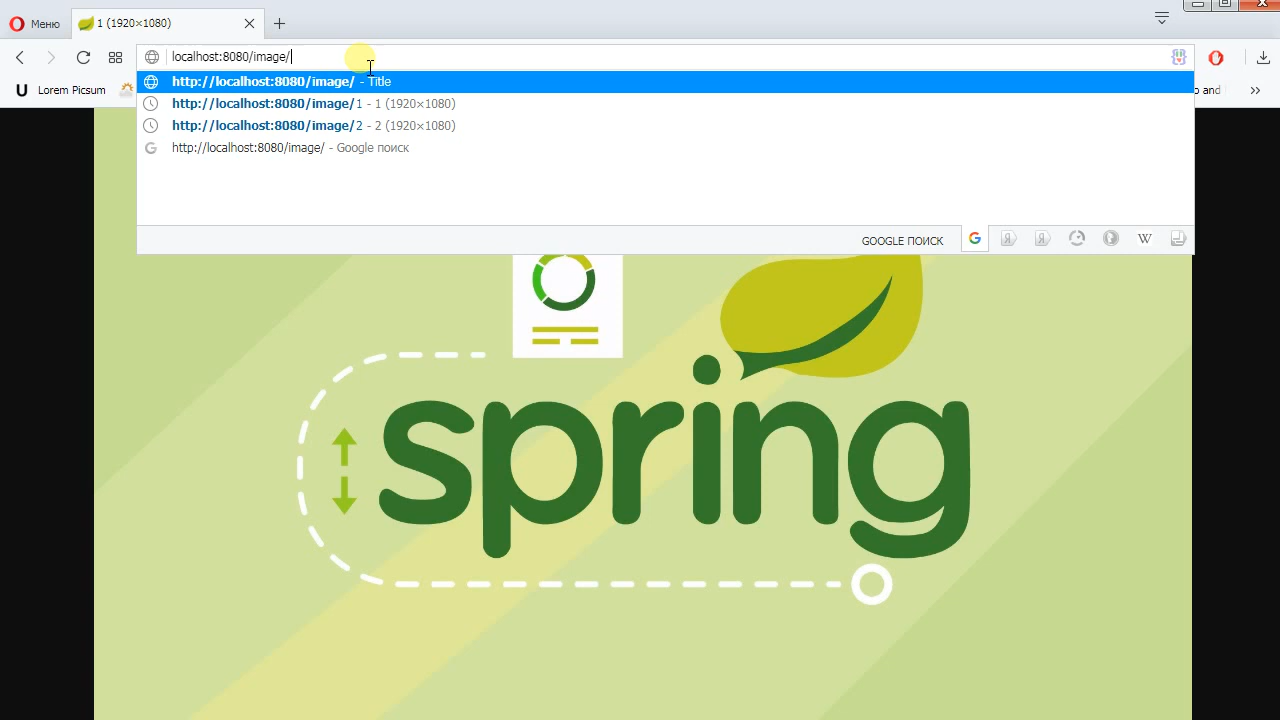 Меню
1 (1920×1080)
localhost:8080/image/
http://localhost:8080/image/ - Title
U Lorem Picsum
http://localhost:8080/image/1 - 1 (1920×1080)
o and
http://localhost:8080/image/2 - 2 (1920×1080)
http://localhost:8080/image/ - Google поиск
GOOGLE ПОИСК
G Я Я W
spring